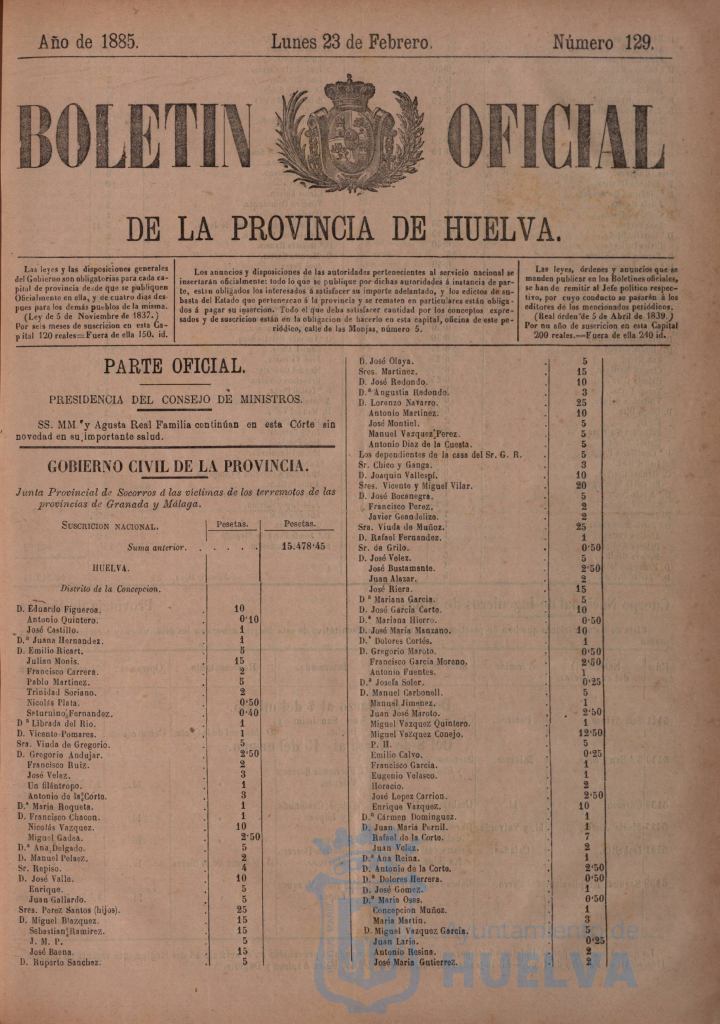 Año de 1885.
Lunes 23 de Febrero.
Número 129.
BOLETIN OFICIAL
DE LA PROVINCIA DE HUELVA.
Las leyes y las disposiciones generales
del Gobierno son obligatorias para cada capital
de provincia desde que se publiquen
Oficialmente en ella, y de cuatro dias despues
para los demás pueblos de la misma.
(Ley de 5 de Noviembre de 1837.)
Por seis meses de suscricion en esta Capital
120 reales=Fuera de ella 150. id.
Los anuncios y disposiciones de las autoridades pertenecientes al servicio nacional se
insertarán oficialmente: todo lo que se publique por dichas autoridades á instancia de parte,
están obligados los interesados á satisfacer su importe adelantado, y los edictos de subasta
del Estado que pertenezcan á la provincia y se rematen en particulares están obligados
á pagar su insercion. Todo el que deba satisfacer cantidad por los conceptos expresados
y de suscricion están en la obligacion de hacerlo en esta capital, oficina de este periódico,
calle de las Monjas, número 5.
Las leyes, órdenes y anuncios que se
manden publicar en los Boletines oficiales,
se han de remitir al Jefe político respectivo,
por cuyo conducto se pasarán á los
editores de los mencionados periódicos.
(Real órden de 5 de Abril de 1839.)
Por un año de suscricion en esta Capital
200 reales.—Fuera de ella 240 id.
PARTE OFICIAL.
PRESIDENCIA DEL CONSEJO DE MINISTROS.
SS. MM y Agusta Real Familia continúan en esta Córte sin
novedad en su importante salud.
GOBIERNO CIVIL DE LA PROVINCIA.
Junta Provincial de Socorros á las víctimas de los terremotos de las
provincias de Granada y Málaga.
SUSCRICION NACIONAL. Pesetas. Pesetas.
Suma anterior. . . . . . 15.478·45
HUELVA.
Distrito de la Concepcion.
D. Eduardo Figueroa. 10
Antonio Quintero. 0·10
José Castillo. 1
D.ª Juana Hernandez. 1
D. Emilio Ricart. 5
Julian Monis. 15
Francisco Carrera. 2
Pablo Martinez. 5
Trinidad Soriano. 2
Nicolás Plata. 0·50
Saturnino Fernandez. 0·40
D ª Librada del Rio. 1
D. Vicente Pomares. 1
Sra. Viuda de Gregorio. 5
D. Gregorio Andujar. 2·50
Francisco Ruiz. 2
José Velez. 3
Un filántropo. 1
Antonio de la Corte. 3
D.ª Maria Roqueta. 1
D. Francisco Chacon. 1
Nicolás Vazquez. 10
Miguel Gadea. 2·50
D.ª Ana Delgado. 5
D. Manuel Pelaez. 2
Sr. Repiso. 4
D. José Valle. 10
Enrique. 5
Juan Gallardo. 5
Sres. Perez Santos (hijos). 25
D. Miguel Blazquez. 15
Sebastian Ramirez. 15
J. M. P. 5
José Baena. 15
D. Ruperto Sanchez. 5
D. José Olaya. 5
Sres. Martinez. 15
D. José Redondo. 10
D.ª Angustia Redondo. 3
D. Lorenzo Navarro. 25
Antonio Martinez. 10
José Montiel. 5
Manuel Vazquez Perez. 5
Antonio Diaz de la Cuesta. 5
Los dependientes de la casa del Sr. G. R. 5
Sr. Chico y Ganga. 3
D. Joaquin Vallespí. 10
Sres. Vicente y Miguel Vilar. 20
D. José Bocanegra. 5
Francisco Perez. 2
Javier 2
Sra. Viuda de Muñoz. 25
D. Rafael Fernandez. 1
Sr. de Grilo. 0·50
D. José Velez. 5
José Bustamante. 2·50
Juan Alazar. 2
José Riera. 15
D ª Mariana Garcia. 5
D. José Garcia Corto. 10
D.ª Mariana Hierro. 0·50
D. José Maria Manzano. 10
D.ª Dolores Cortés. 1
D. Gregorio Maroto. 0·50
Francisco Garcia Moreno. 2·50
Antonio Fuentes. 1
D.ª Josefa Soler. 0·25
D. Manuel Carbonell. 5
Manuel Jimenez. 1
Juan José Maroto. 2·50
Miguel Vazquez Quintero. 1
Miguel Vazquez Conejo. 12·50
P. H. 5
Emilio Calvo. 0·25
Francisco Garcia. 1
Eugenio Velasco. 1
Horacio. 2
José Lopez Carrion. 2·50
Enrique Vazquez. 10
D.ª Cármen Dominguez. 1
D. Juan Maria Pernil. 1
Rafael de la Corte. 7
Juan Velez. 2
D.ª Ana Reina. 1
D. Antonio de la Corte. 2·50
D.ª Dolores Herrera. 0·50
D. José Gomez. 1
D.ª Maria Oses. 0·50
Concepcion Muñoz. 1
Maria Martin. 3
D. Miguel Vazquez Garcia. 5
Juan Lario. 0·25
Antonio Resina. 2
José Maria Gutierrez. 2
Ayuntamiento de
HUELVA